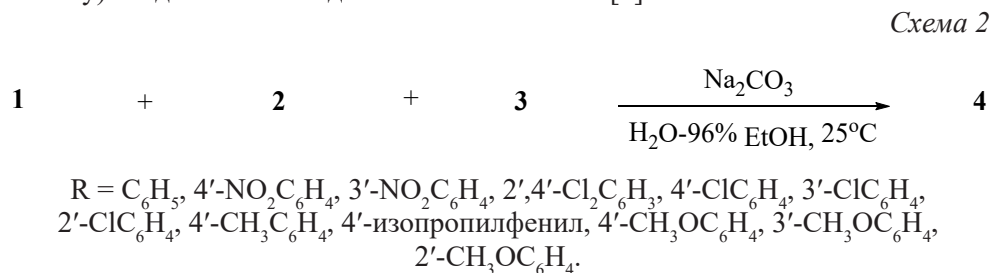 Схема 2
1 + 2 + 3 Na₂CO₃ 4
H₂O-96% EtOH, 25°C
R = C₆H₅, 4′-NO₂C₆H₄, 3′-NO₂C₆H₄, 2′,4′-Cl₂C₆H₃, 4′-ClC₆H₄, 3′-ClC₆H₄,
2′-ClC₆H₄, 4′-CH₃C₆H₄, 4′-изопропилфенил, 4′-CH₃OC₆H₄, 3′-CH₃OC₆H₄,
2′-CH₃OC₆H₄.